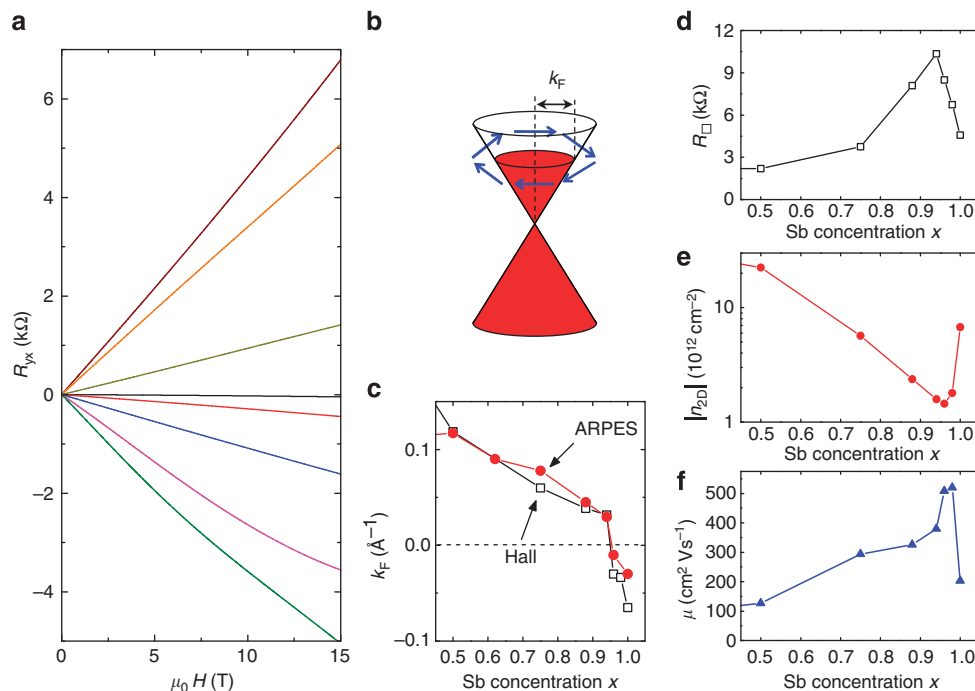 a
R_yx (kΩ)
6
4
2
0
−2
−4
0
5
10
15
μ₀ H (T)
b
k_F
c
k_F (Å⁻¹)
0.1
0.0
−0.1
ARPES
Hall
0.5 0.6 0.7 0.8 0.9 1.0
Sb concentration x
d
R_□ (kΩ)
12
9
6
3
0
0.5 0.6 0.7 0.8 0.9 1.0
Sb concentration x
e
|n_2D| (10¹² cm⁻²)
10
1
0.5 0.6 0.7 0.8 0.9 1.0
Sb concentration x
f
μ (cm² Vs⁻¹)
500
400
300
200
100
0
0.5 0.6 0.7 0.8 0.9 1.0
Sb concentration x